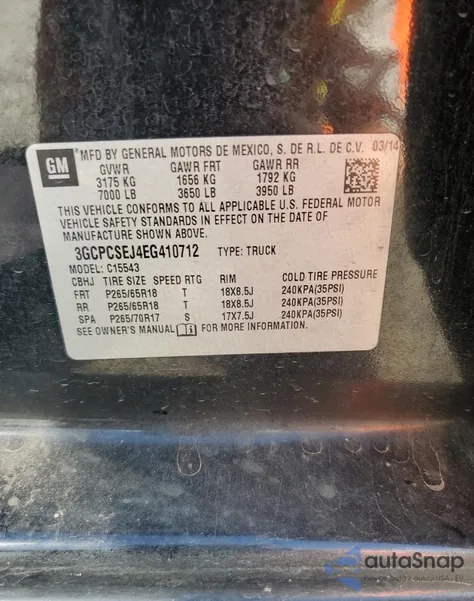 GM
MFD BY GENERAL MOTORS DE MEXICO, S. DE R.L. DE C.V. 03/14
GVWR GAWR FRT GAWR RR
3175 KG 1656 KG 1792 KG
7000 LB 3650 LB 3950 LB
THIS VEHICLE CONFORMS TO ALL APPLICABLE U.S. FEDERAL MOTOR
VEHICLE SAFETY STANDARDS IN EFFECT ON THE DATE OF
MANUFACTURE SHOWN ABOVE.
3GCPCSEJ4EG410712 TYPE: TRUCK
MODEL: C15543
CBHJ TIRE SIZE SPEED RTG RIM COLD TIRE PRESSURE
FRT P265/65R18 T 18X8.5J 240KPA(35PSI)
RR P265/65R18 T 18X8.5J 240KPA(35PSI)
SPA P265/70R17 S 17X7.5J 240KPA(35PSI)
SEE OWNER'S MANUAL FOR MORE INFORMATION.
autoSnap